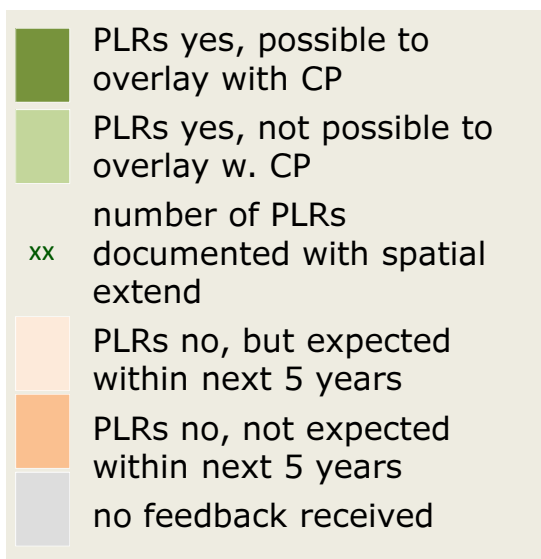 PLRs yes, possible to
overlay with CP
PLRs yes, not possible to
overlay w. CP
number of PLRs
xx documented with spatial
extend
PLRs no, but expected
within next 5 years
PLRs no, not expected
within next 5 years
no feedback received